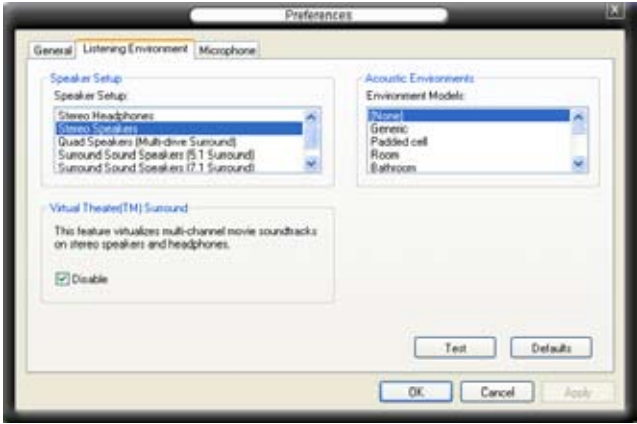 Preferences
General
Listening Environment
Microphone
Speaker Setup
Speaker Setup:
Stereo Headphones
Stereo Speakers
Quad Speakers (Multi-drive Surround)
Surround Sound Speakers (5.1 Surround)
Surround Sound Speakers (7.1 Surround)
Acoustic Environments
Environment Models:
(None)
Generic
Padded cell
Room
Bathroom
Virtual Theater(TM) Surround
This feature virtualizes multi-channel movie soundtracks
on stereo speakers and headphones.
Disable
Test
Defaults
OK
Cancel
Apply